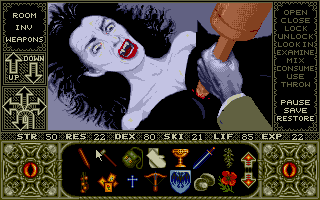 ROOM
INV
WEAPONS
UP
DOWN
OPEN
CLOSE
LOCK
UNLOCK
LOOK IN
EXAMINE
MIX
CONSUME
USE
THROW
PAUSE
SAVE
RESTORE
STR 50 RES 22 DEX 80 SKI 21 LIF 85 EXP 22